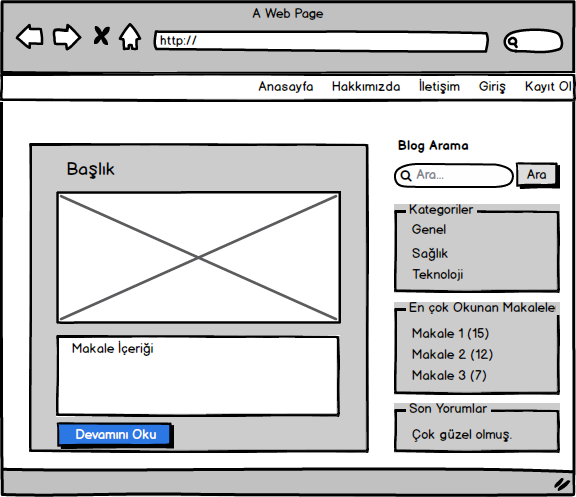 A Web Page
http://
Anasayfa Hakkımızda İletişim Giriş Kayıt Ol
Başlık
Makale İçeriği
Devamını Oku
Blog Arama
Ara... Ara
Kategoriler
Genel
Sağlık
Teknoloji
En çok Okunan Makalele
Makale 1 (15)
Makale 2 (12)
Makale 3 (7)
Son Yorumlar
Çok güzel olmuş.